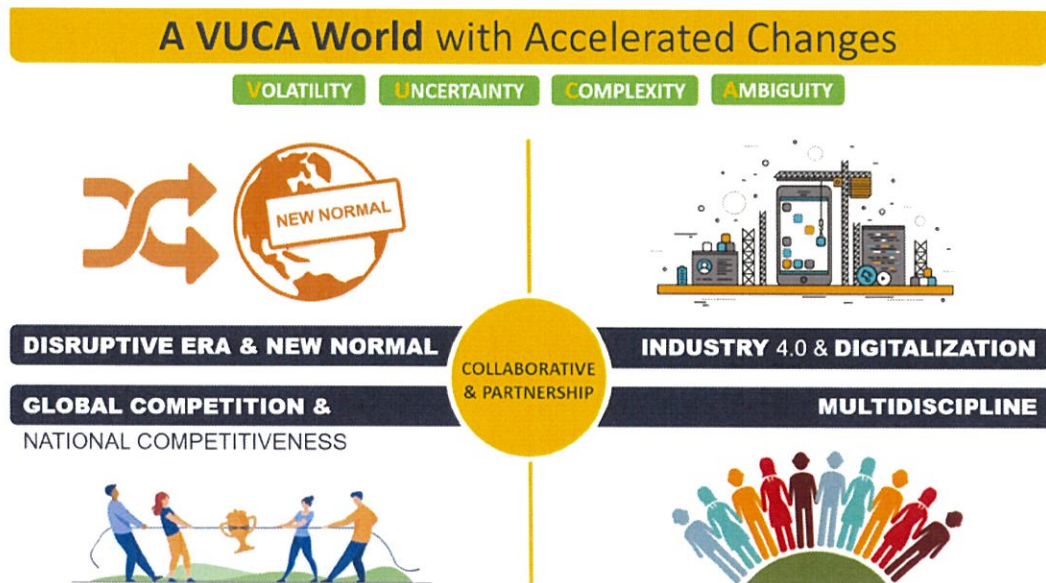 A VUCA World with Accelerated Changes
VOLATILITY UNCERTAINTY COMPLEXITY AMBIGUITY
NEW NORMAL
DISRUPTIVE ERA & NEW NORMAL
INDUSTRY 4.0 & DIGITALIZATION
COLLABORATIVE
& PARTNERSHIP
GLOBAL COMPETITION &
NATIONAL COMPETITIVENESS
MULTIDISCIPLINE